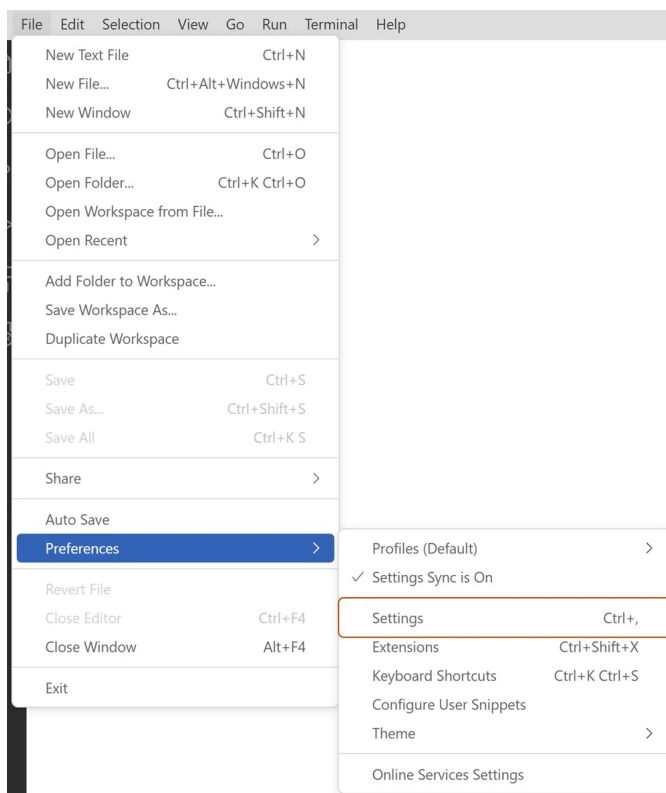 File Edit Selection View Go Run Terminal Help
New Text File Ctrl+N
New File... Ctrl+Alt+Windows+N
New Window Ctrl+Shift+N
Open File... Ctrl+O
Open Folder... Ctrl+K Ctrl+O
Open Workspace from File...
Open Recent
Add Folder to Workspace...
Save Workspace As...
Duplicate Workspace
Save Ctrl+S
Save As... Ctrl+Shift+S
Save All Ctrl+K S
Share
Auto Save
Preferences
Revert File
Close Editor Ctrl+F4
Close Window Alt+F4
Exit
Profiles (Default)
Settings Sync is On
Settings Ctrl+,
Extensions Ctrl+Shift+X
Keyboard Shortcuts Ctrl+K Ctrl+S
Configure User Snippets
Theme
Online Services Settings